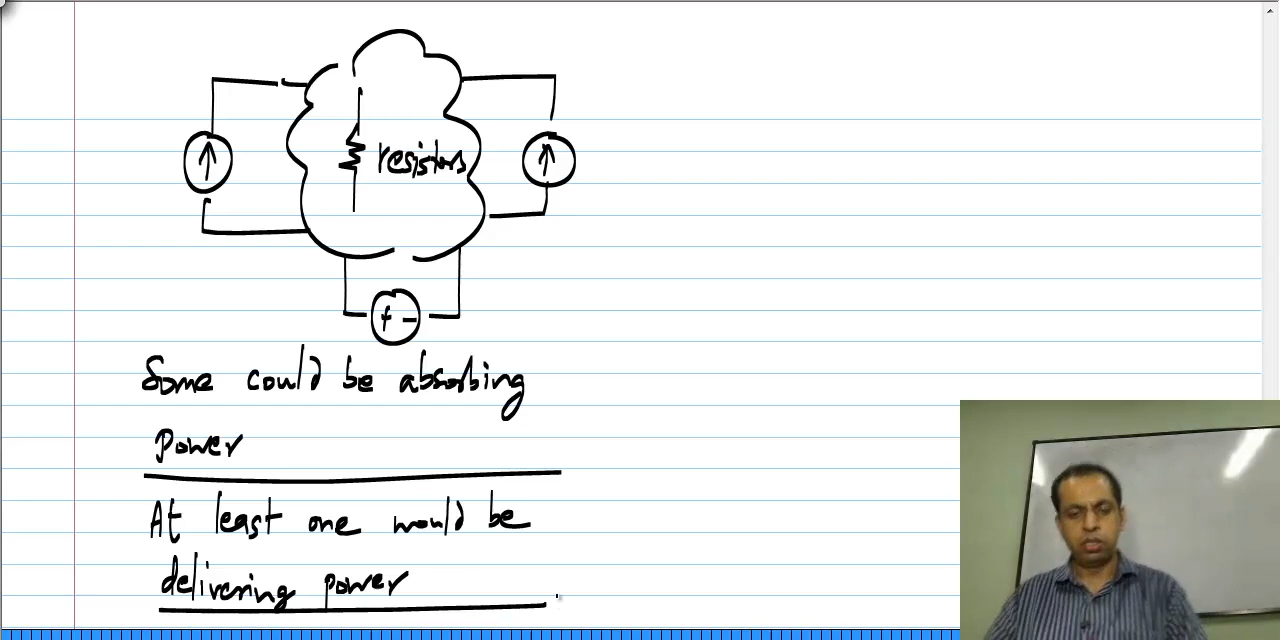 resistors
+ -
Some could be absorbing
power
At least one would be
delivering power